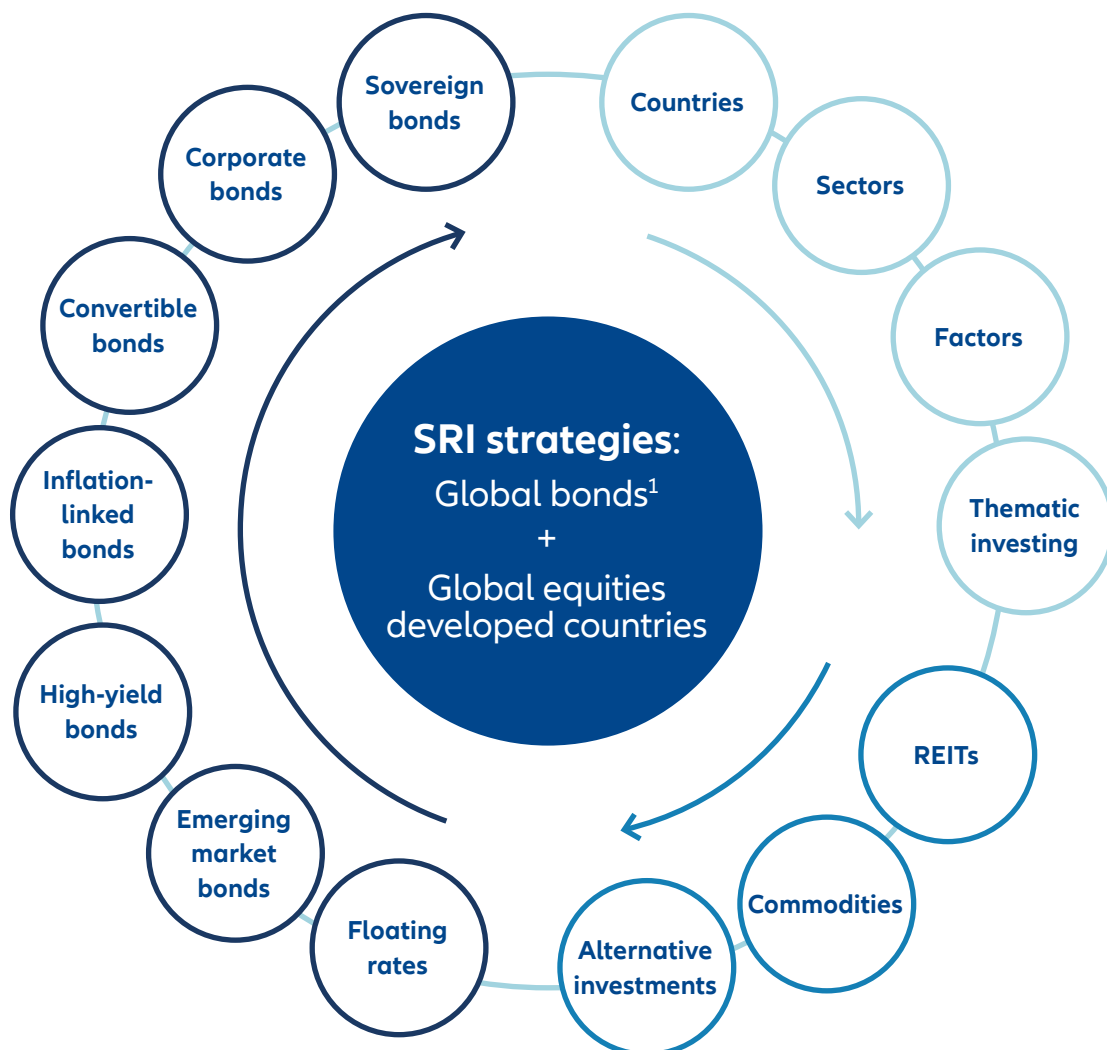 Sovereign
bonds
Countries
Corporate
bonds
Sectors
Convertible
bonds
Factors
SRI strategies:
Global bonds¹
+
Global equities
developed countries
Inflation-
linked
bonds
Thematic
investing
High-yield
bonds
REITs
Emerging
market
bonds
Commodities
Floating
rates
Alternative
investments